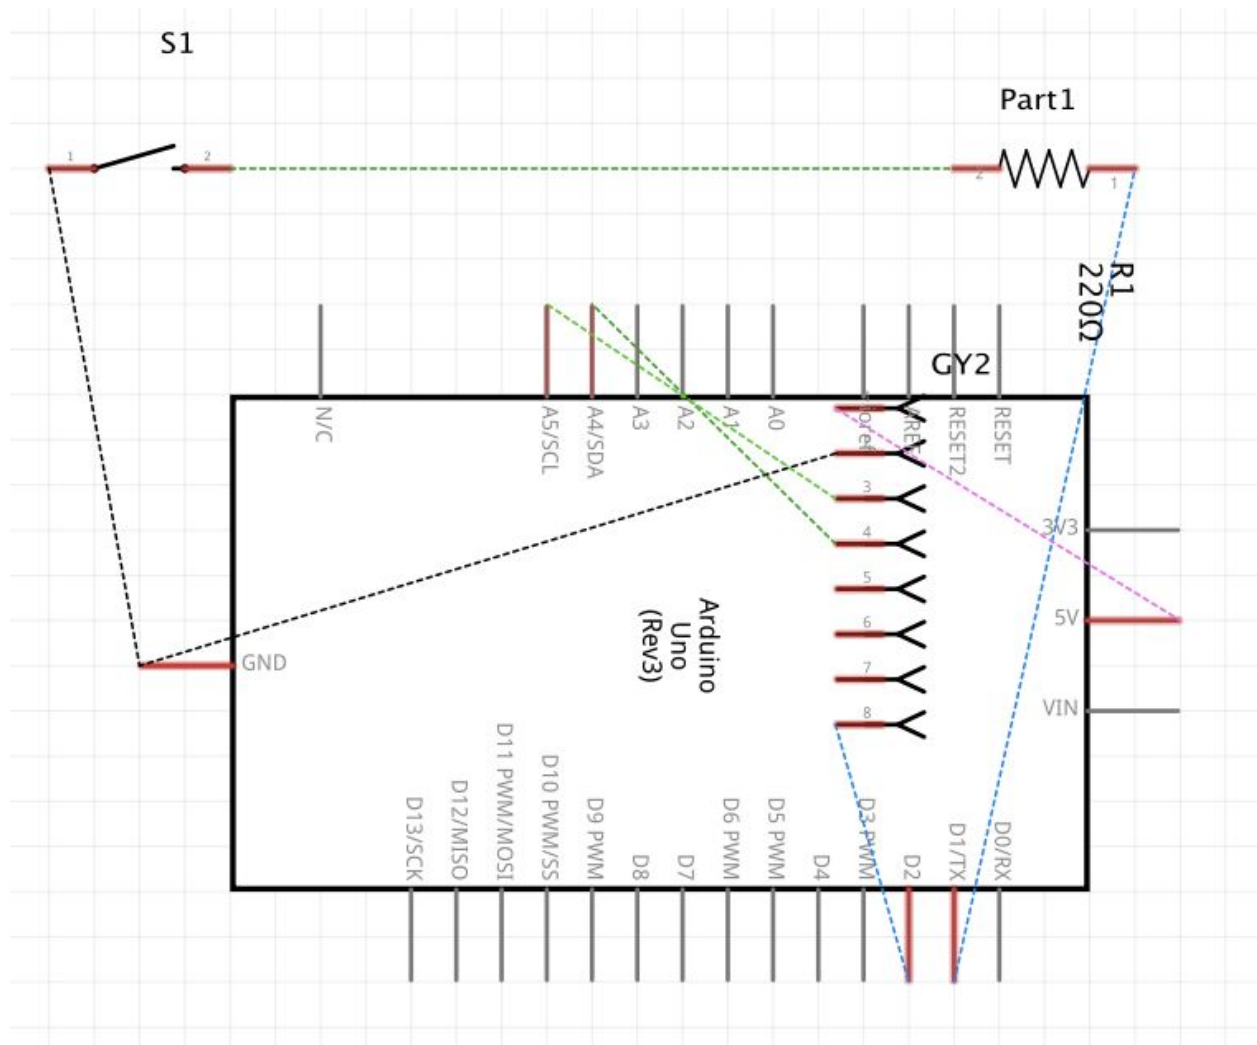 S1
Part1
1
2
2
1
R1
220Ω
GY2
N/C
A5/SCL
A4/SDA
A3
A2
A1
A0
ioref
AREF
RESET2
RESET
3
4
5
6
7
8
3V3
5V
VIN
GND
Arduino
Uno
(Rev3)
D13/SCK
D12/MISO
D11 PWM/MOSI
D10 PWM/SS
D9 PWM
D8
D7
D6 PWM
D5 PWM
D4
D3 PWM
D2
D1/TX
D0/RX